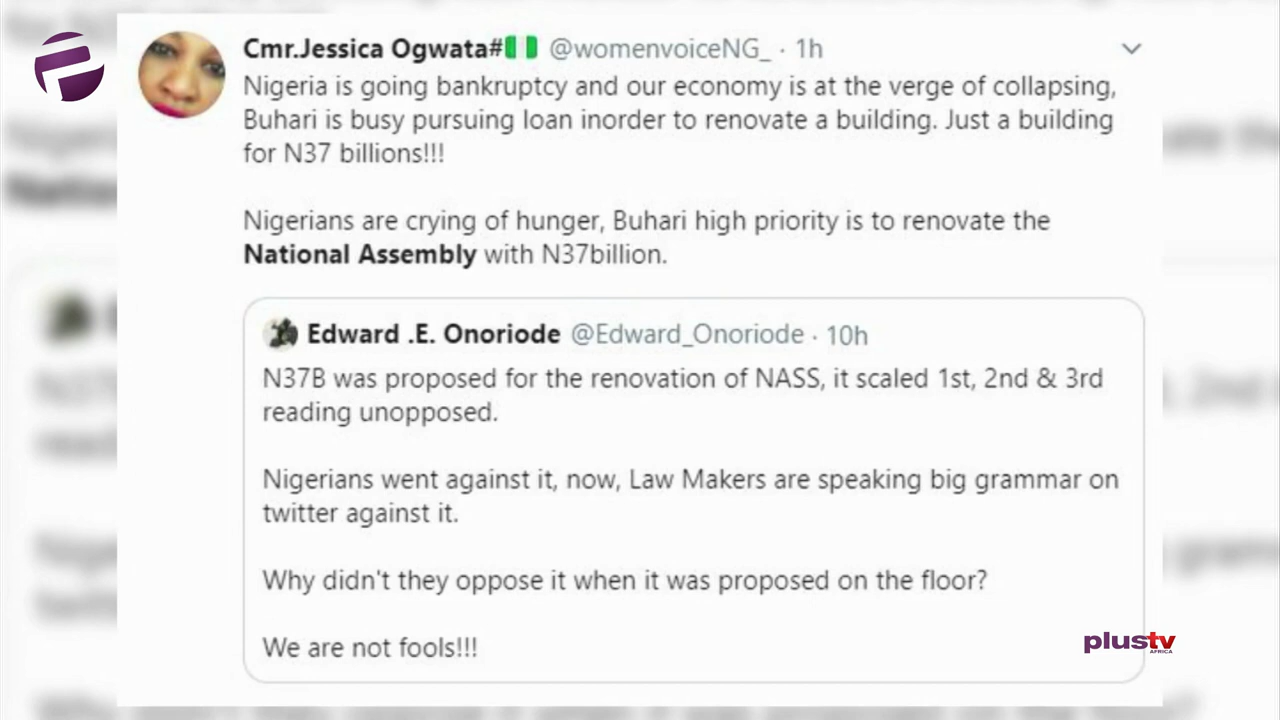 Cmr.Jessica Ogwata#🇳🇬 @womenvoiceNG_ · 1h
Nigeria is going bankruptcy and our economy is at the verge of collapsing,
Buhari is busy pursuing loan inorder to renovate a building. Just a building
for N37 billions!!!
Nigerians are crying of hunger, Buhari high priority is to renovate the
National Assembly with N37billion.
Edward .E. Onoriode @Edward_Onoriode · 10h
N37B was proposed for the renovation of NASS, it scaled 1st, 2nd & 3rd
reading unopposed.
Nigerians went against it, now, Law Makers are speaking big grammar on
twitter against it.
Why didn't they oppose it when it was proposed on the floor?
We are not fools!!!
plustv
AFRICA